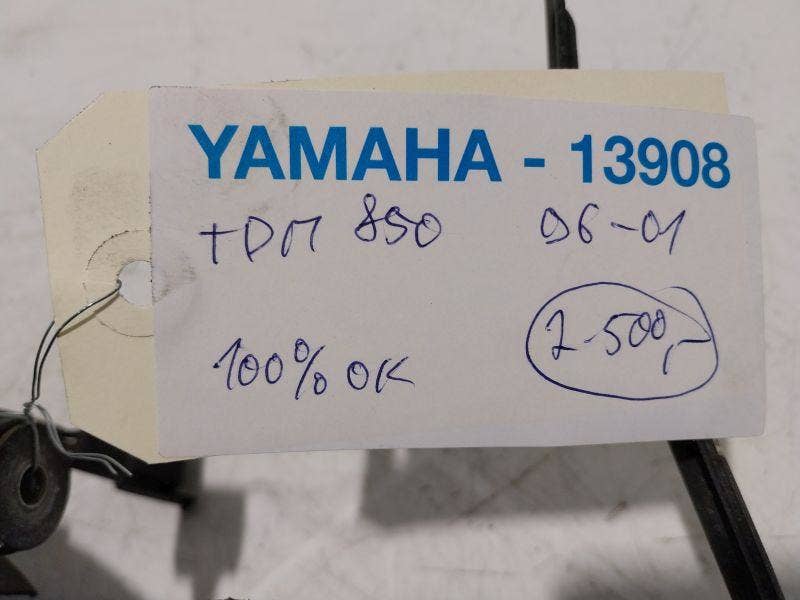 YAMAHA - 13908
TDM 850 96-01
100% OK 2.500,-